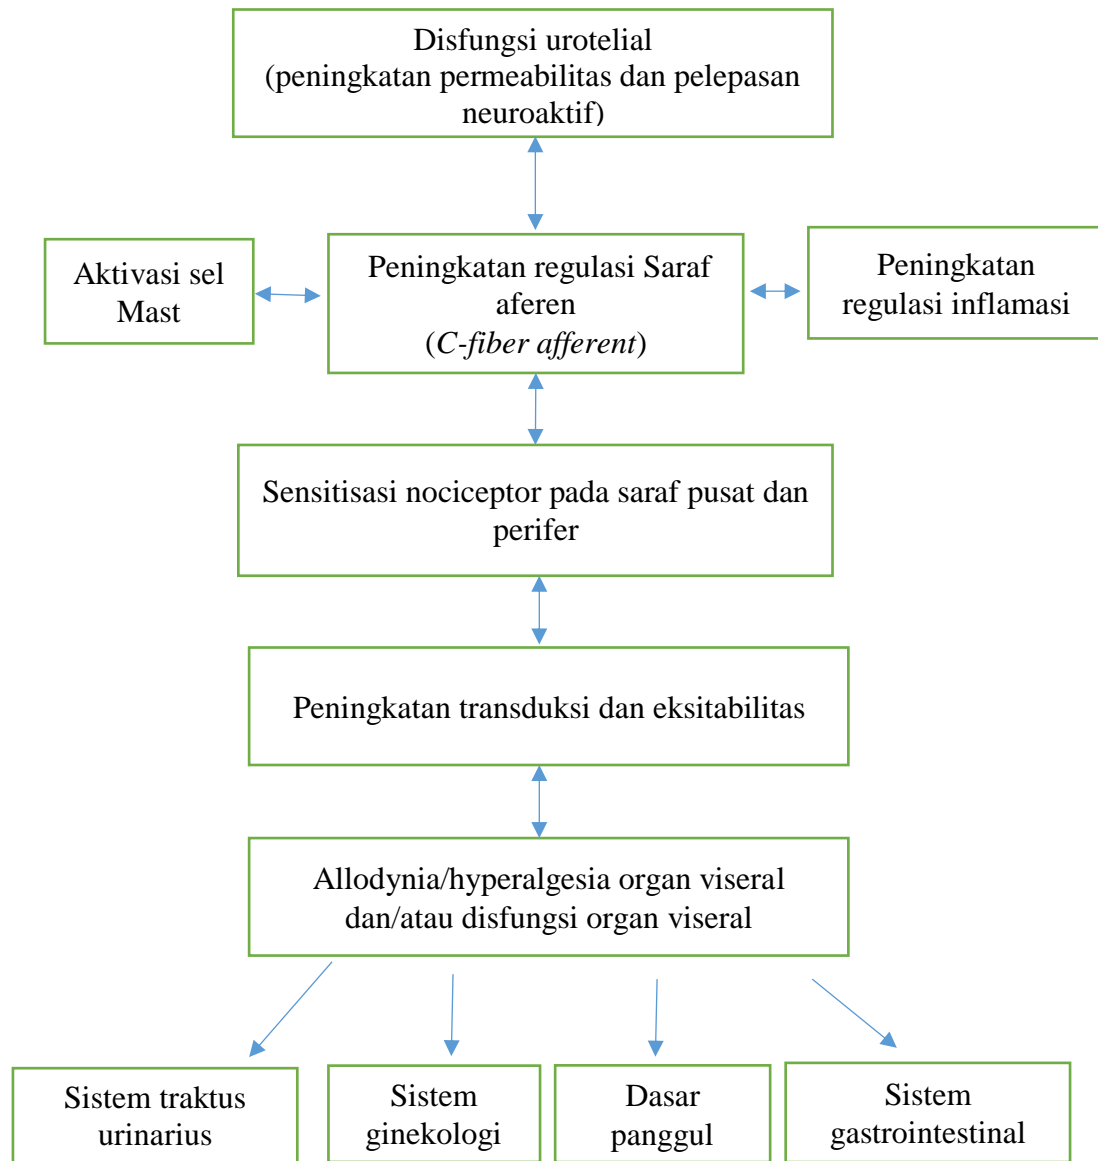 Disfungsi urotelial
(peningkatan permeabilitas dan pelepasan
neuroaktif)
Aktivasi sel
Mast
Peningkatan regulasi Saraf
aferen
(C-fiber afferent)
Peningkatan
regulasi inflamasi
Sensitisasi nociceptor pada saraf pusat dan
perifer
Peningkatan transduksi dan eksitabilitas
Allodynia/hyperalgesia organ viseral
dan/atau disfungsi organ viseral
Sistem traktus
urinarius
Sistem
ginekologi
Dasar
panggul
Sistem
gastrointestinal